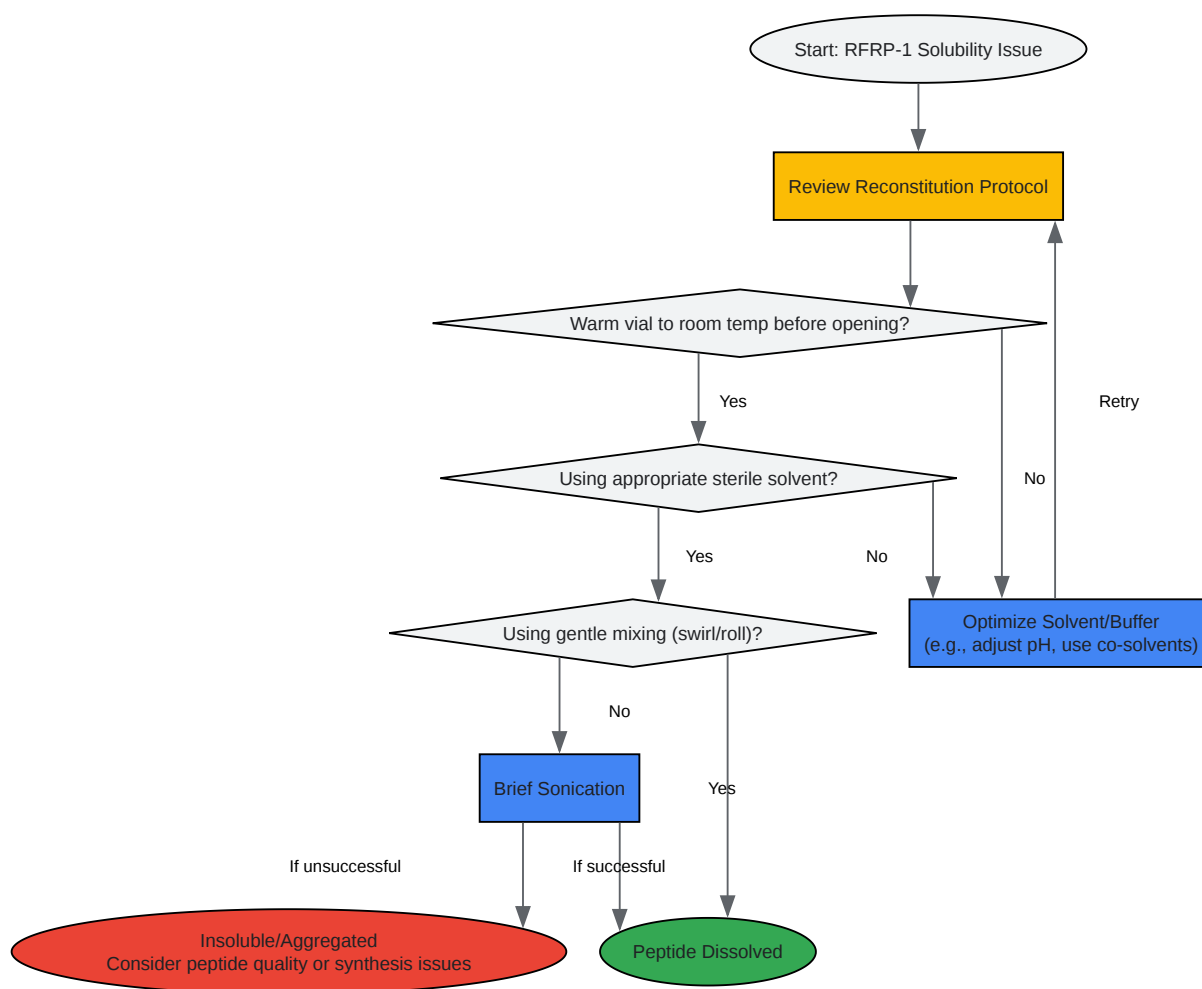 Start: RFRP-1 Solubility Issue
Review Reconstitution Protocol
Warm vial to room temp before opening?
Yes
Retry
Using appropriate sterile solvent?
No
Yes
No
Optimize Solvent/Buffer
(e.g., adjust pH, use co-solvents)
Using gentle mixing (swirl/roll)?
No
Brief Sonication
Yes
If unsuccessful
If successful
Insoluble/Aggregated
Consider peptide quality or synthesis issues
Peptide Dissolved